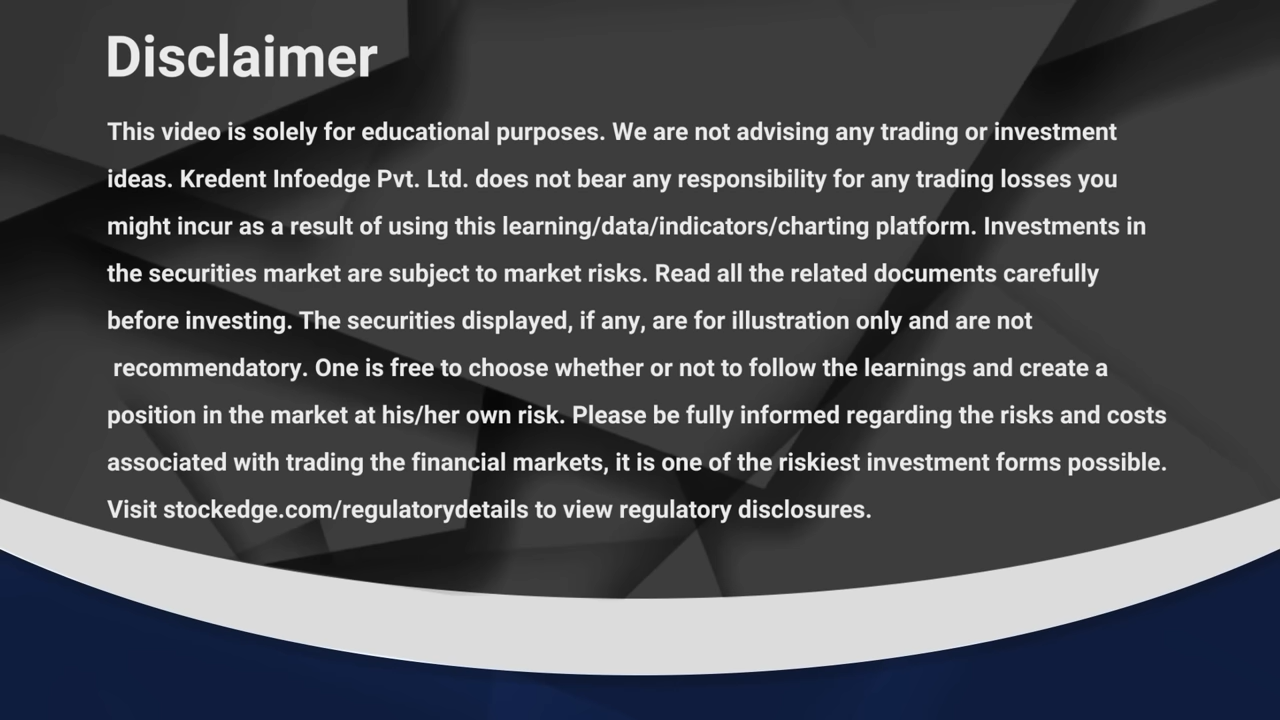 Disclaimer
This video is solely for educational purposes. We are not advising any trading or investment
ideas. Kredent Infoedge Pvt. Ltd. does not bear any responsibility for any trading losses you
might incur as a result of using this learning/data/indicators/charting platform. Investments in
the securities market are subject to market risks. Read all the related documents carefully
before investing. The securities displayed, if any, are for illustration only and are not
recommendatory. One is free to choose whether or not to follow the learnings and create a
position in the market at his/her own risk. Please be fully informed regarding the risks and costs
associated with trading the financial markets, it is one of the riskiest investment forms possible.
Visit stockedge.com/regulatorydetails to view regulatory disclosures.